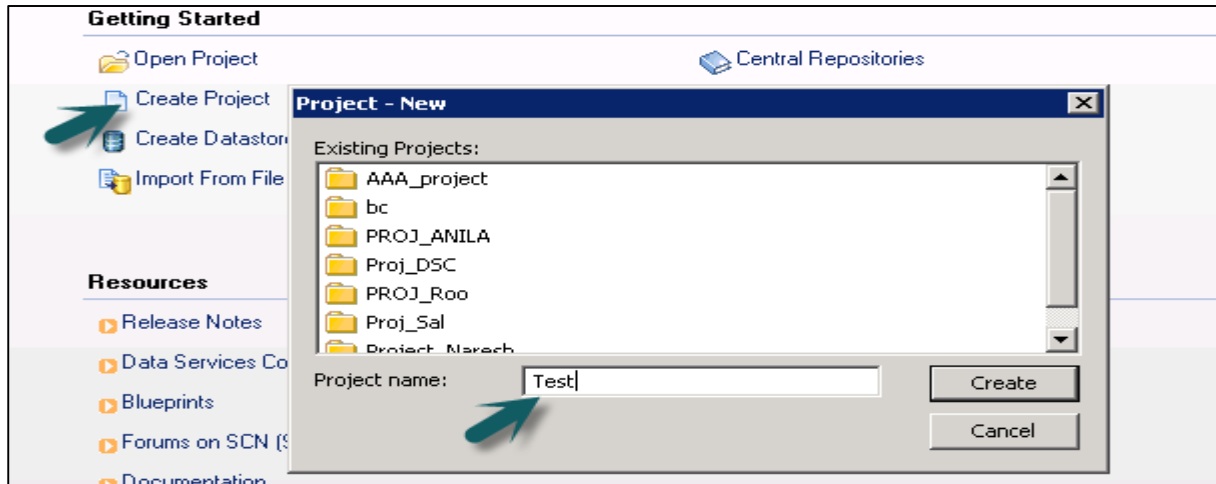 Getting Started
Open Project
Central Repositories
Create Project
Create Datastor
Import From File
Project - New
Existing Projects:
AAA_project
bc
PROJ_ANILA
Proj_DSC
PROJ_Roo
Proj_Sal
Project_Naresh
Project name:
Test
Create
Cancel
Resources
Release Notes
Data Services Co
Blueprints
Forums on SCN (S
Documentation